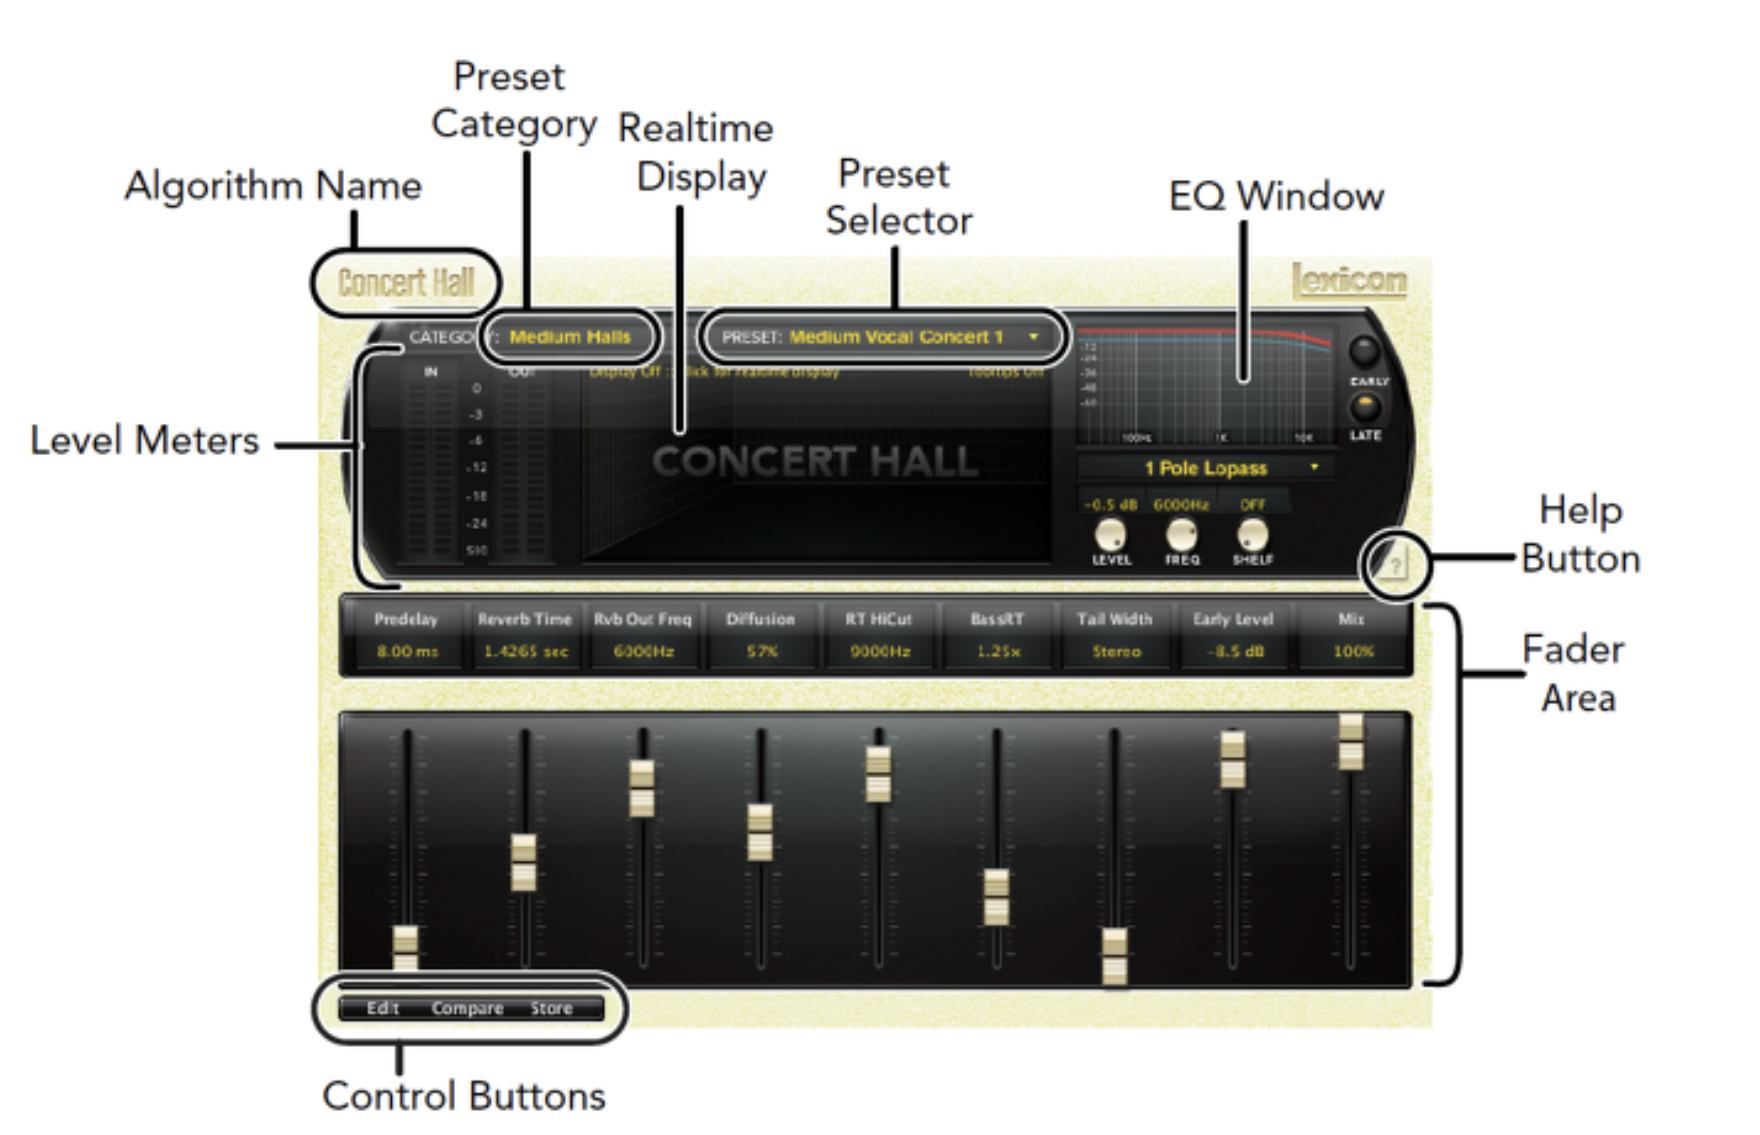 Preset
Category
Realtime
Display
Preset
Selector
Algorithm Name
EQ Window
Concert Hall
lexicon
CATEGORY: Medium Halls
PRESET: Medium Vocal Concert 1
Level Meters
IN
OUT
0
-3
-6
-12
-18
-24
SIG
Display Off : Click for realtime display
Tooltips Off
CONCERT HALL
-12
-24
-36
-48
-60
100Hz
1K
10K
EARLY
LATE
1 Pole Lopass
-0.5 dB
6000Hz
OFF
LEVEL
FREQ
SHELF
?
Help
Button
Predelay
Reverb Time
Rvb Out Freq
Diffusion
RT HiCut
BassRT
Tail Width
Early Level
Mix
8.00 ms
1.4265 sec
6000Hz
57%
9000Hz
1.25x
Stereo
-8.5 dB
100%
Fader
Area
Edit
Compare
Store
Control Buttons